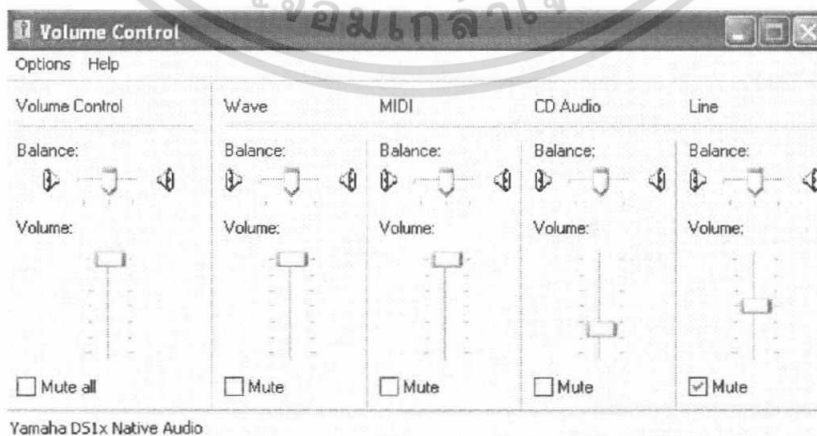 Volume Control
Options Help
Volume Control Wave MIDI CD Audio Line
Balance: Balance: Balance: Balance: Balance:
Volume: Volume: Volume: Volume: Volume:
Mute all Mute Mute Mute Mute
Yamaha DS1x Native Audio